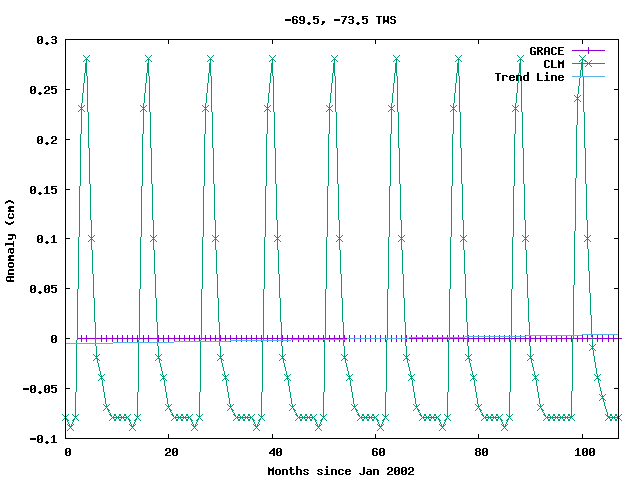 -69.5, -73.5 TWS
0.3
0.25
0.2
0.15
0.1
0.05
0
-0.05
-0.1
Anomaly (cm)
GRACE
CLM
Trend Line
0 20 40 60 80 100
Months since Jan 2002